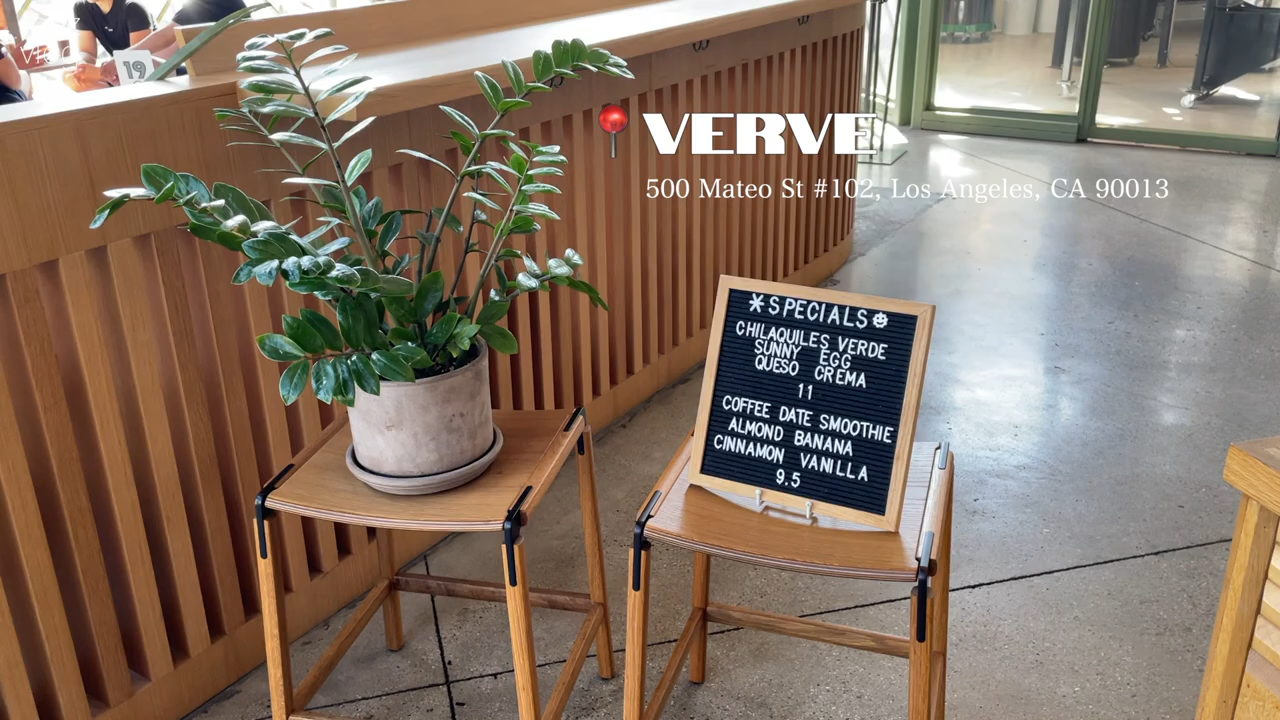 19
VERVE
500 Mateo St #102, Los Angeles, CA 90013
*SPECIALS
CHILAQUILES VERDE
SUNNY EGG
QUESO CREMA
11
COFFEE DATE SMOOTHIE
ALMOND BANANA
CINNAMON VANILLA
9.5